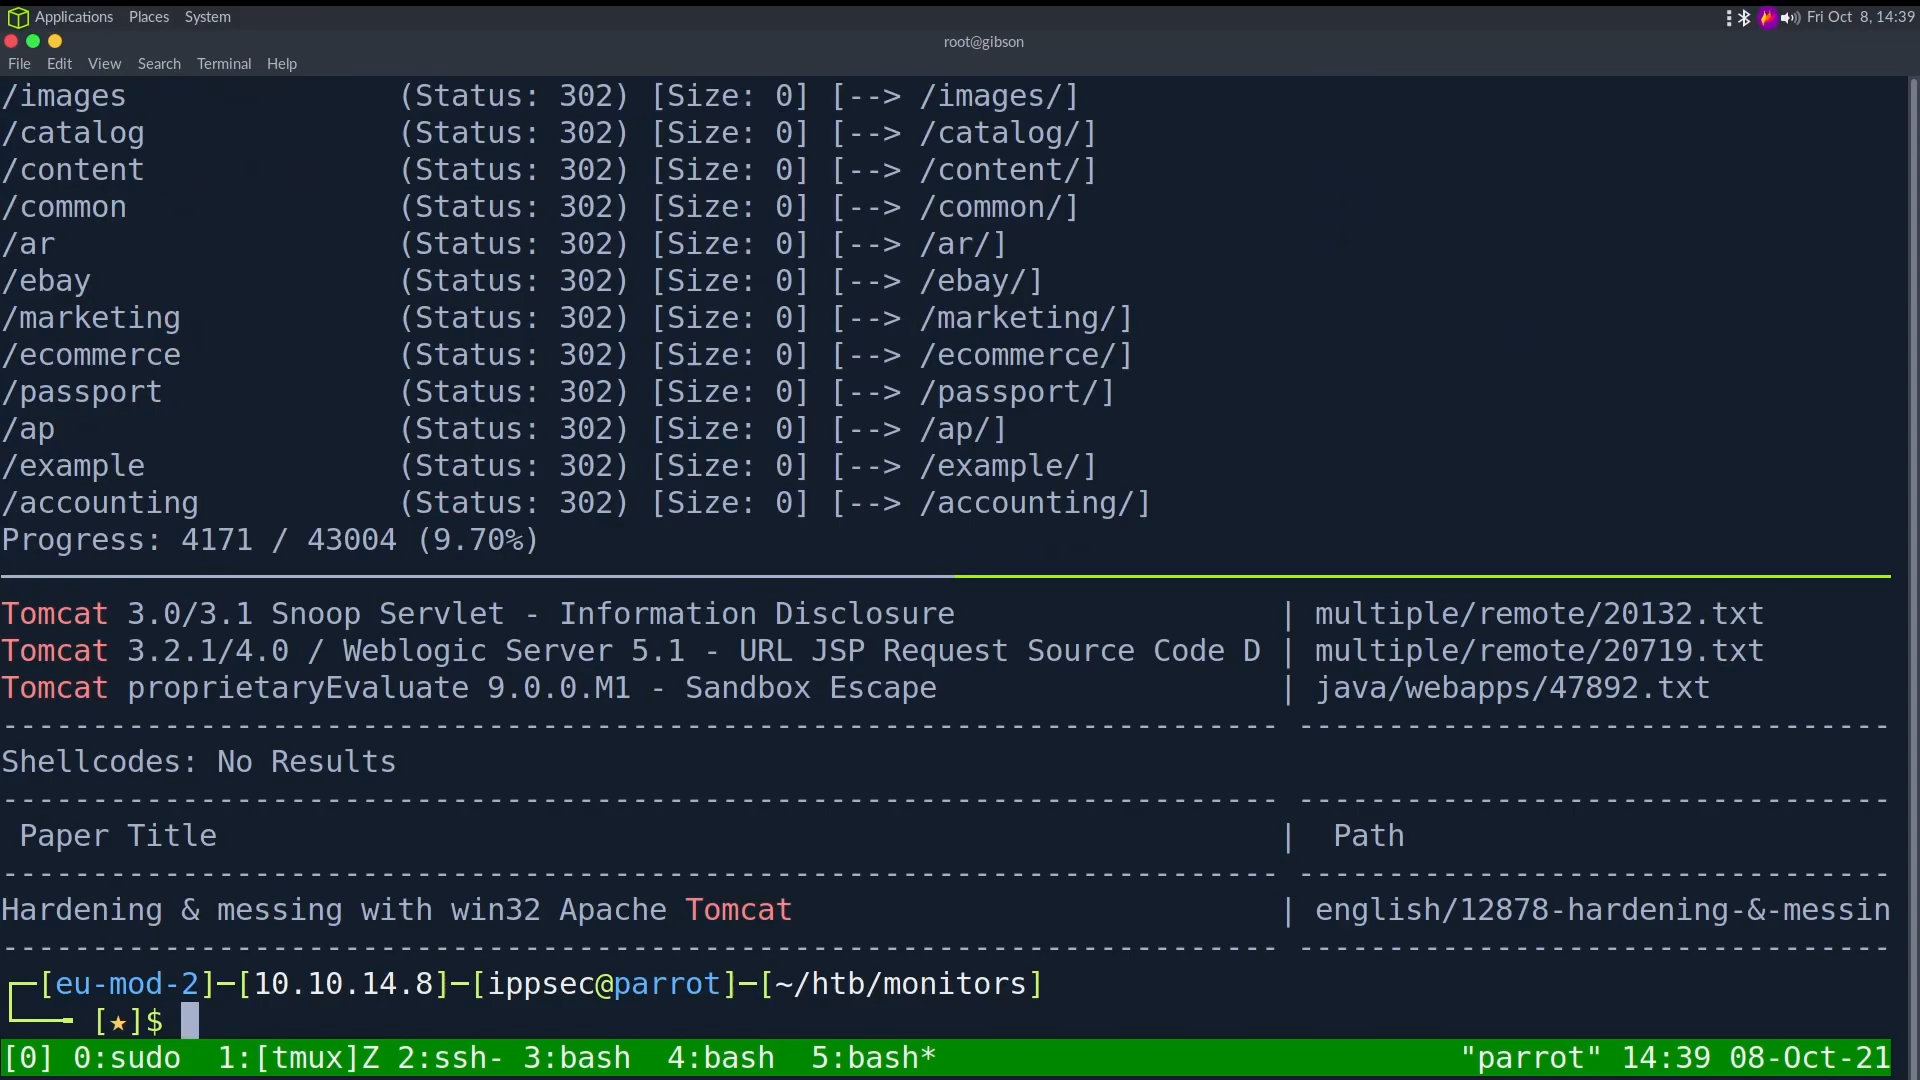 Applications Places System Fri Oct 8, 14:39
root@gibson
File Edit View Search Terminal Help
/images (Status: 302) [Size: 0] [--> /images/]
/catalog (Status: 302) [Size: 0] [--> /catalog/]
/content (Status: 302) [Size: 0] [--> /content/]
/common (Status: 302) [Size: 0] [--> /common/]
/ar (Status: 302) [Size: 0] [--> /ar/]
/ebay (Status: 302) [Size: 0] [--> /ebay/]
/marketing (Status: 302) [Size: 0] [--> /marketing/]
/ecommerce (Status: 302) [Size: 0] [--> /ecommerce/]
/passport (Status: 302) [Size: 0] [--> /passport/]
/ap (Status: 302) [Size: 0] [--> /ap/]
/example (Status: 302) [Size: 0] [--> /example/]
/accounting (Status: 302) [Size: 0] [--> /accounting/]
Progress: 4171 / 43004 (9.70%)
Tomcat 3.0/3.1 Snoop Servlet - Information Disclosure | multiple/remote/20132.txt
Tomcat 3.2.1/4.0 / Weblogic Server 5.1 - URL JSP Request Source Code D | multiple/remote/20719.txt
Tomcat proprietaryEvaluate 9.0.0.M1 - Sandbox Escape | java/webapps/47892.txt
----------------------------------------------------------------------- ---------------------------------
Shellcodes: No Results
----------------------------------------------------------------------- ---------------------------------
Paper Title | Path
----------------------------------------------------------------------- ---------------------------------
Hardening & messing with win32 Apache Tomcat | english/12878-hardening-&-messin
----------------------------------------------------------------------- ---------------------------------
┌─[eu-mod-2]─[10.10.14.8]─[ippsec@parrot]─[~/htb/monitors]
└──╼ [★]$
[0] 0:sudo 1:[tmux]Z 2:ssh- 3:bash 4:bash 5:bash* "parrot" 14:39 08-Oct-21